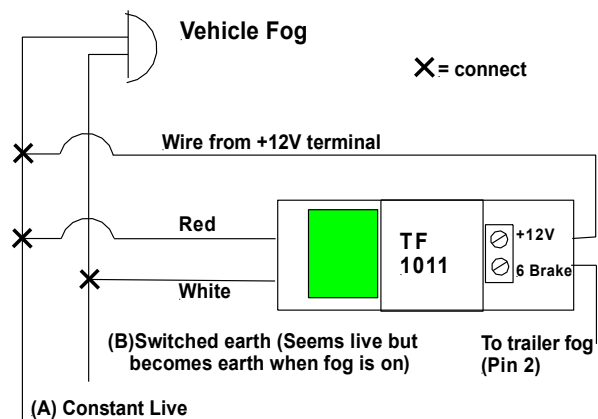 Vehicle Fog
X = connect
Wire from +12V terminal
Red
TF
1011
+12V
6 Brake
White
(B)Switched earth (Seems live but
becomes earth when fog is on)
To trailer fog
(Pin 2)
(A) Constant Live